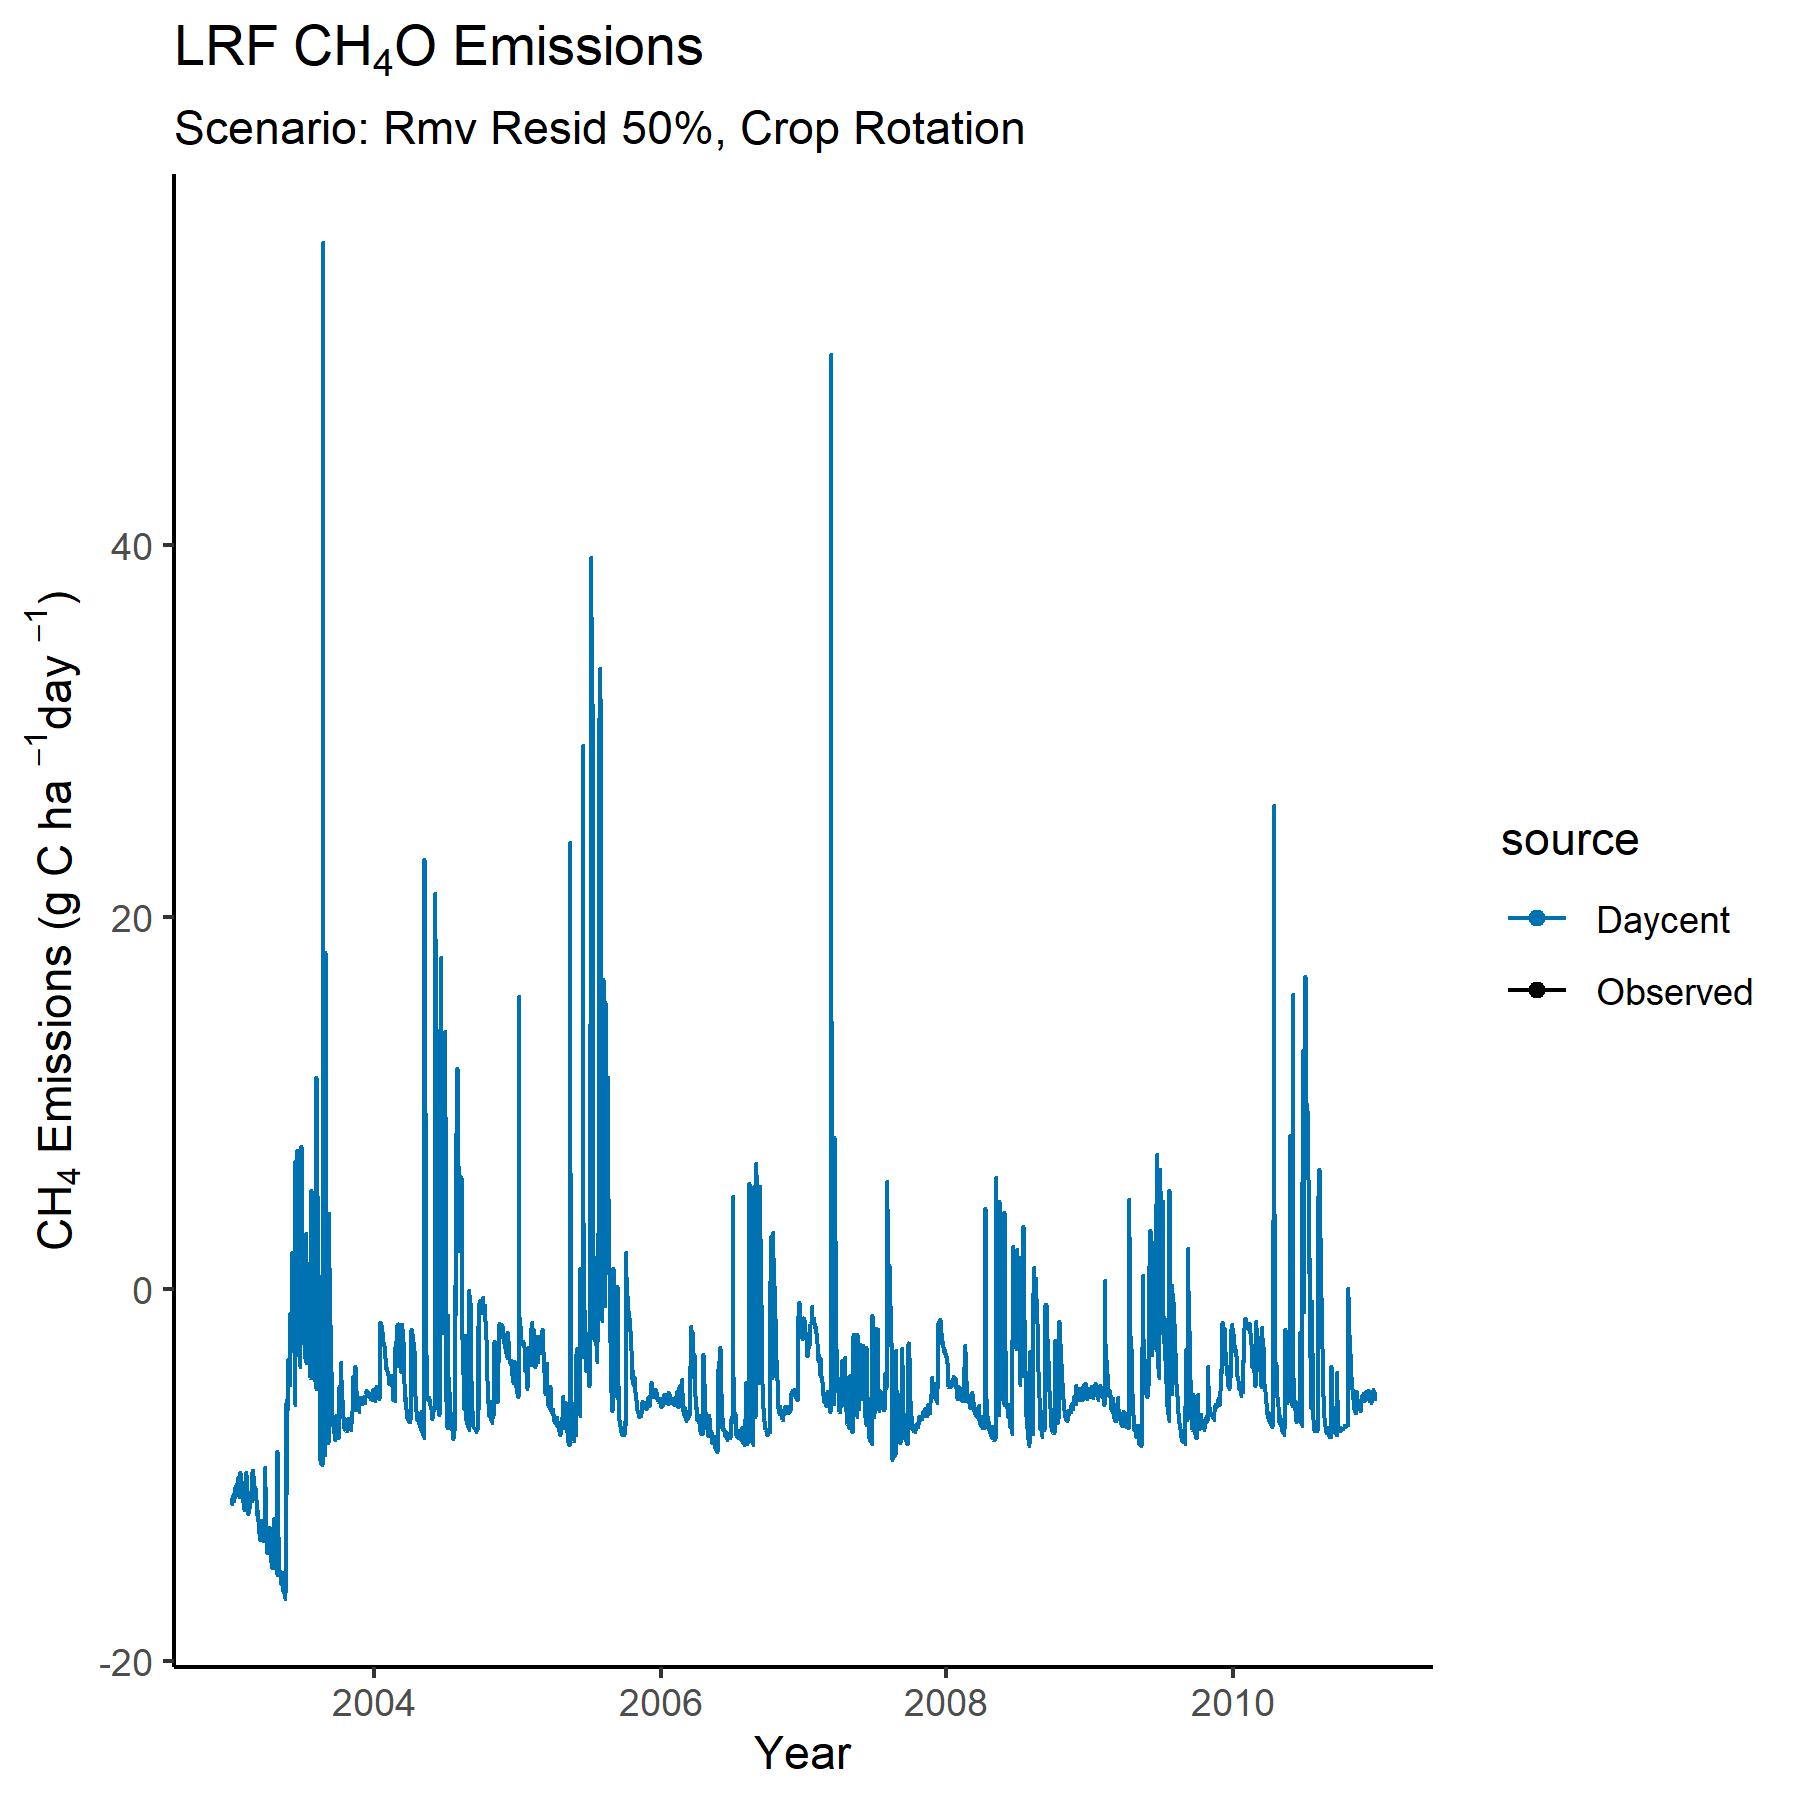 LRF CH₄O Emissions
Scenario: Rmv Resid 50%, Crop Rotation
CH₄ Emissions (g C ha ⁻¹day ⁻¹)
40
20
0
-20
2004 2006 2008 2010
Year
source
Daycent
Observed